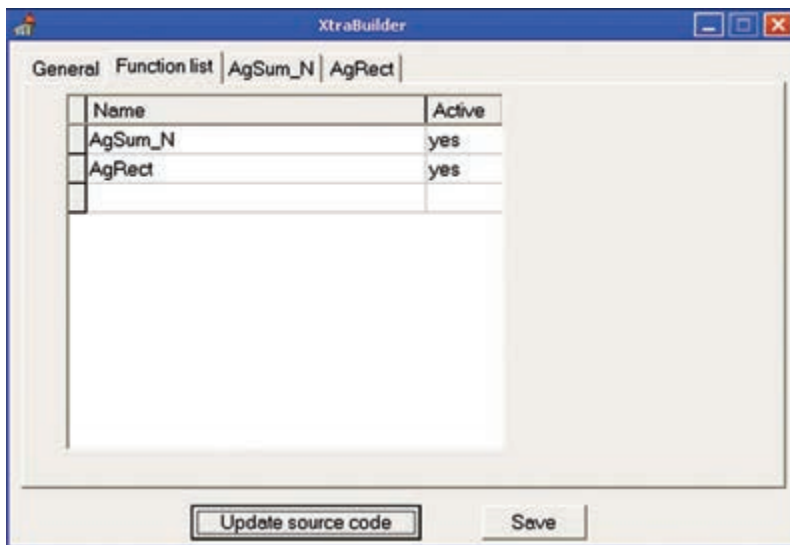 XtraBuilder
General Function list AgSum_N AgRect
Name Active
AgSum_N yes
AgRect yes
Update source code Save